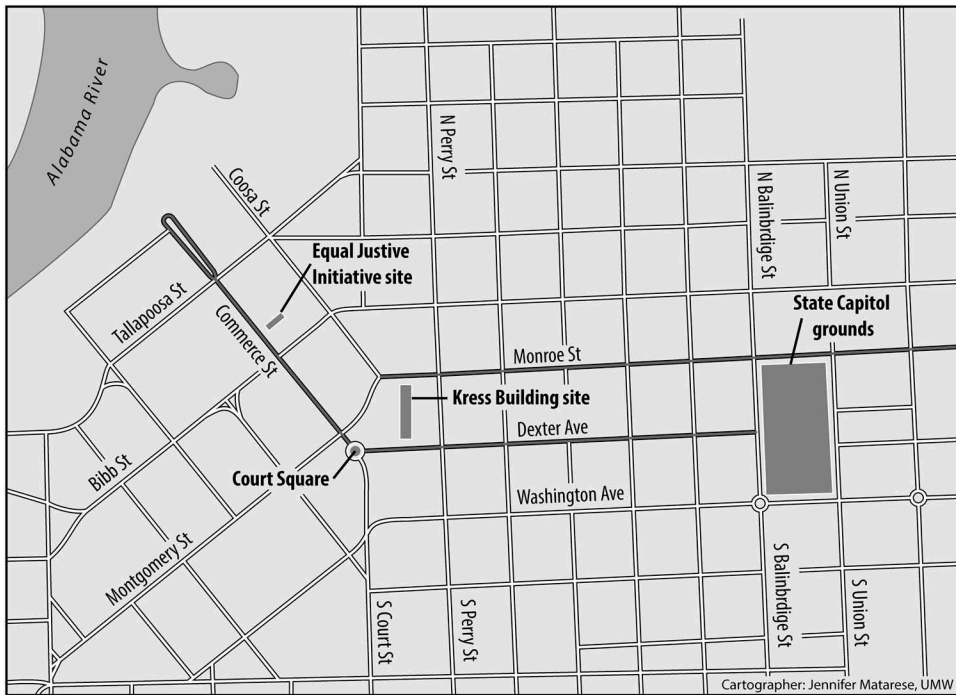 Alabama River
Coosa St
N Perry St
N Balinbrdige St
N Union St
Equal Justive
Initiative site
Tallapoosa St
Commerce St
State Capitol
grounds
Monroe St
Kress Building site
Dexter Ave
Bibb St
Court Square
Washington Ave
Montgomery St
S Court St
S Perry St
S Balinbrdige St
S Union St
Cartographer: Jennifer Matarese, UMW